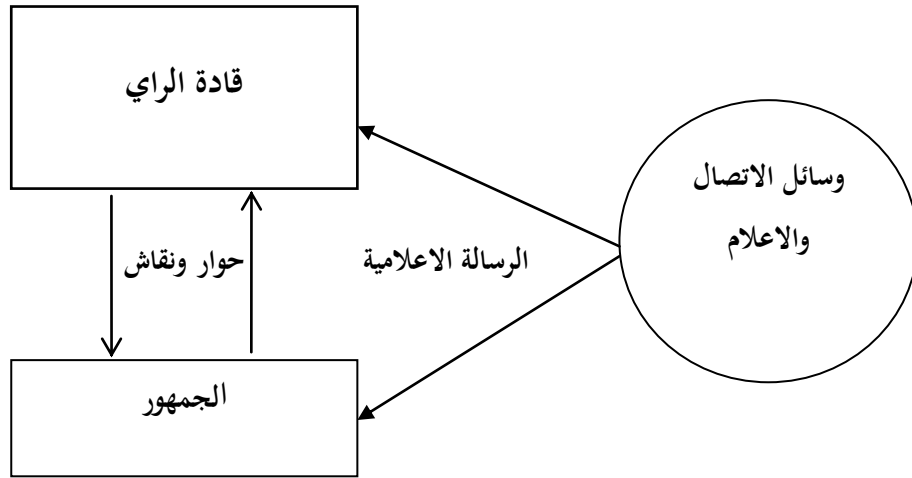 قادة الراي
وسائل الاتصال
والاعلام
الرسالة الاعلامية
حوار ونقاش
الجمهور